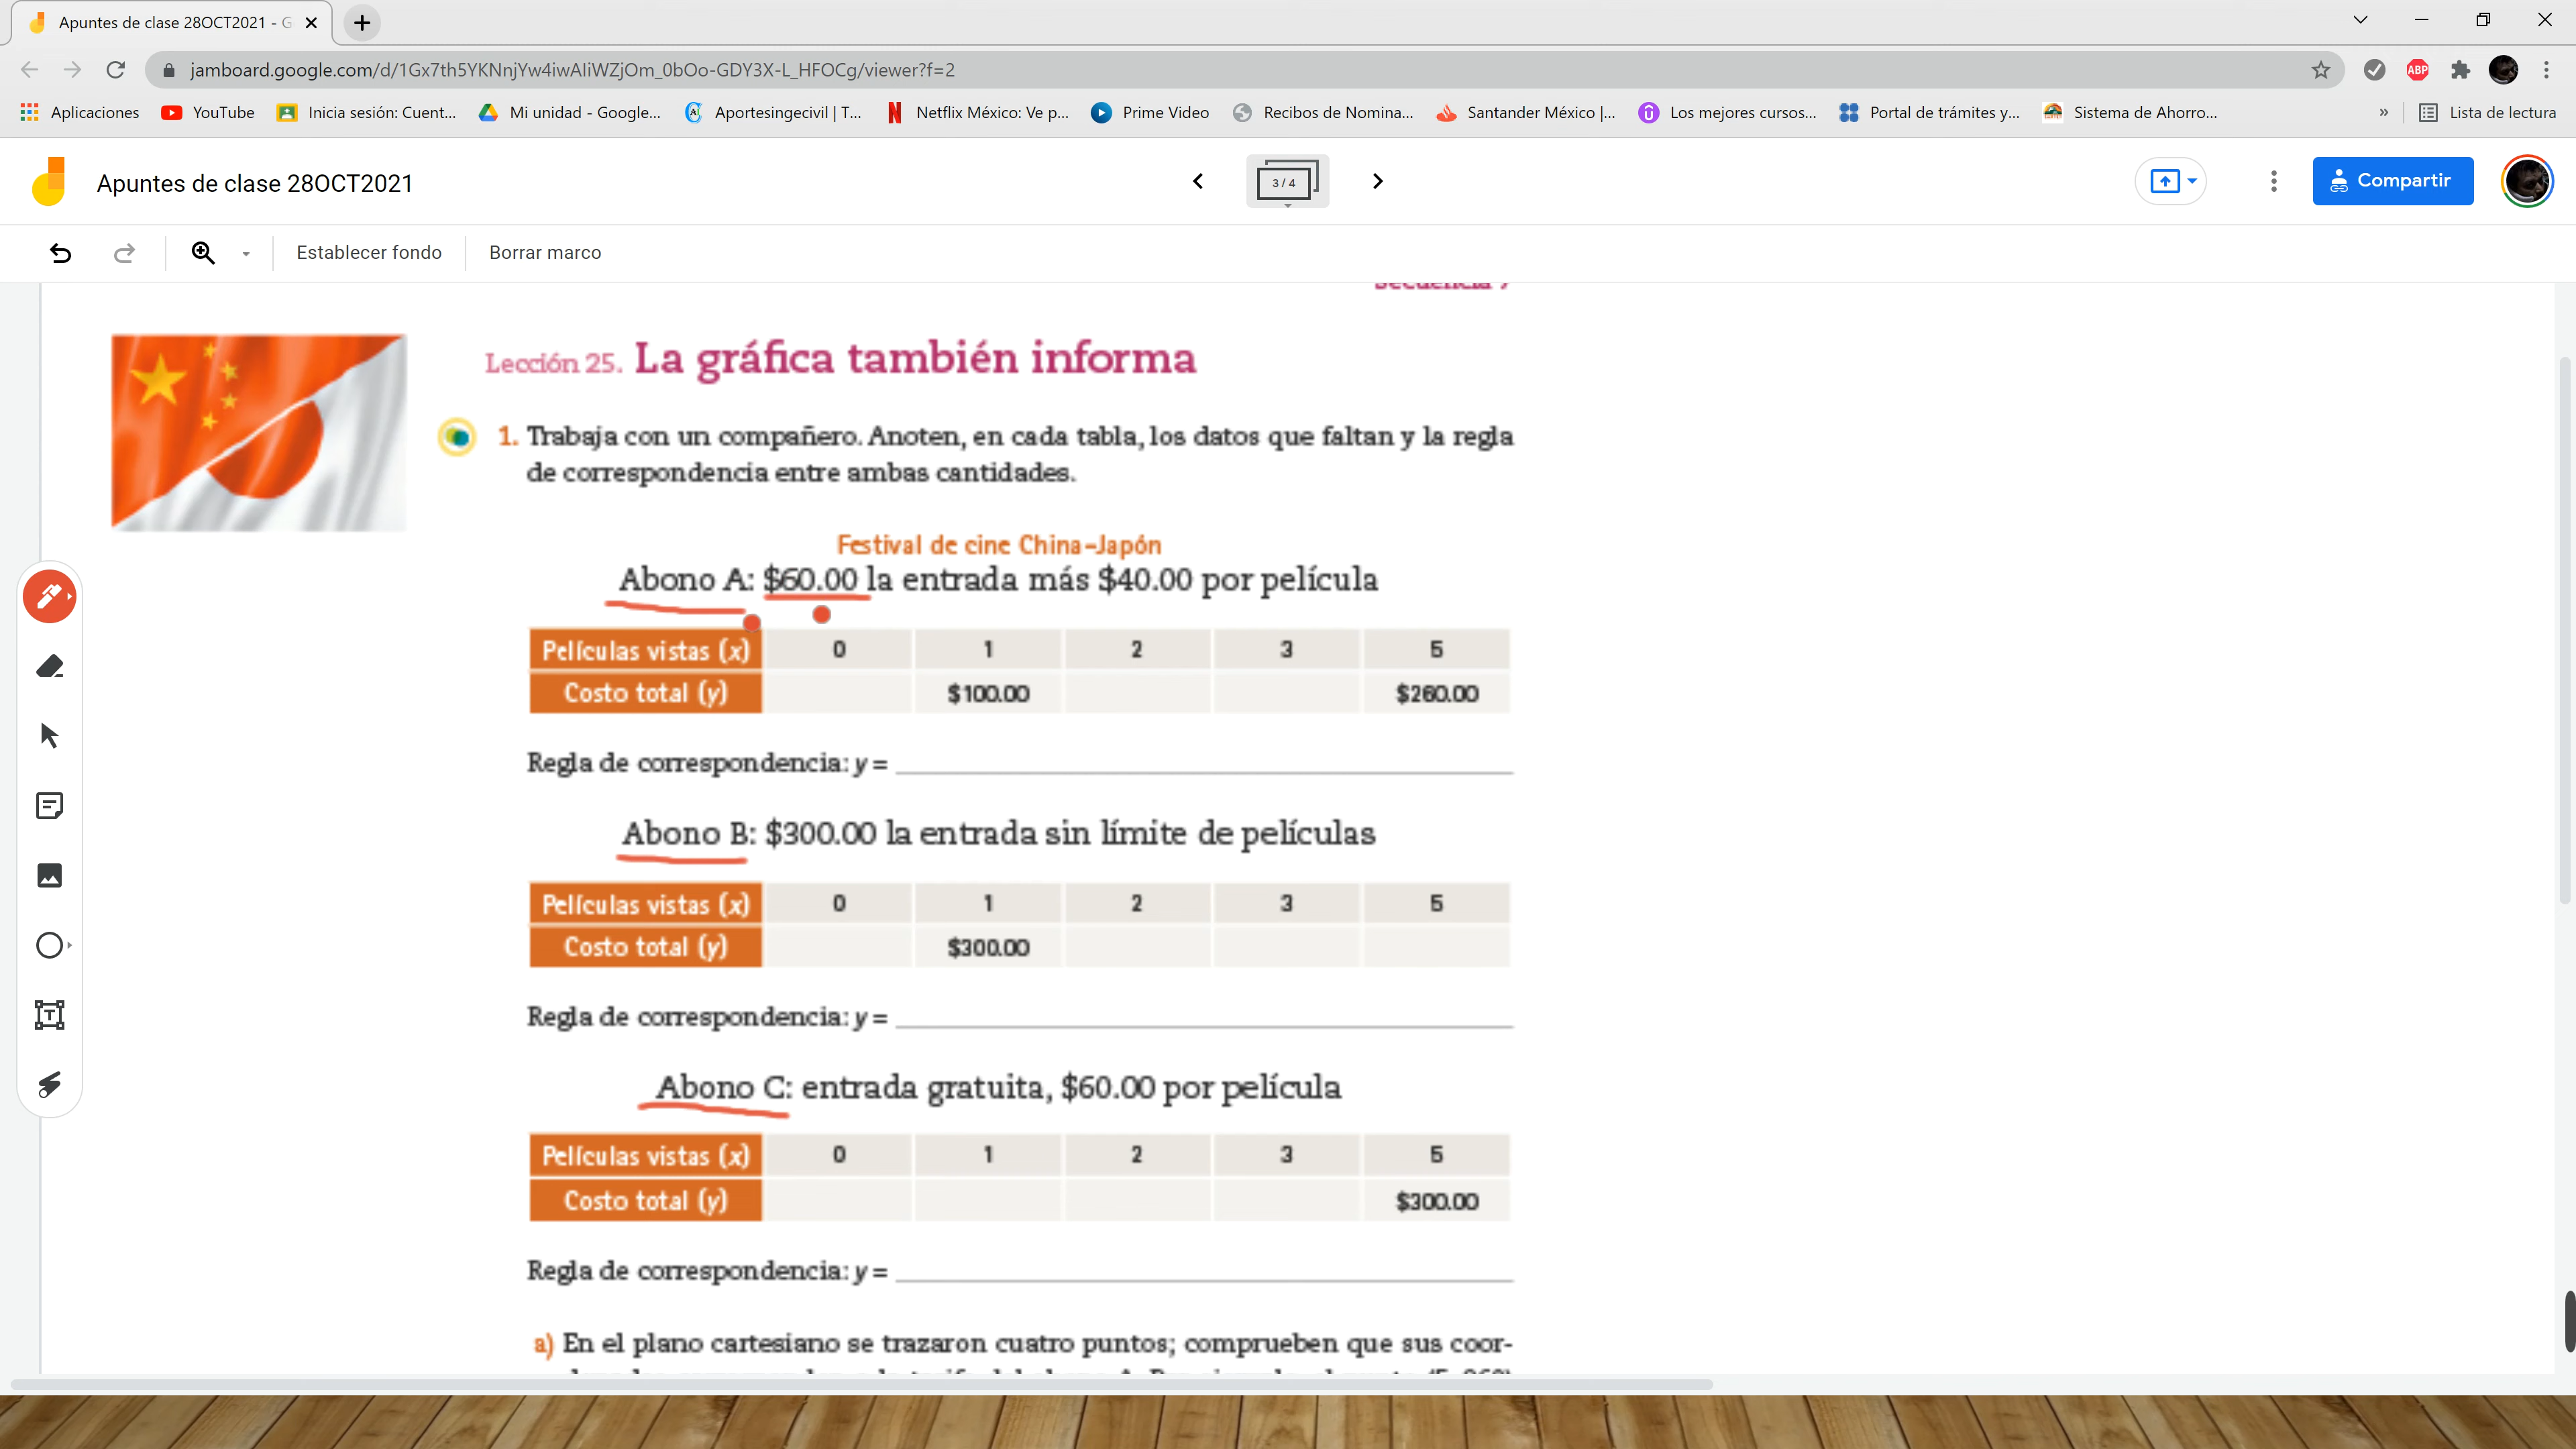 Apuntes de clase 28OCT2021 - G
jamboard.google.com/d/1Gx7th5YKNnjYw4iwAliWZjOm_0bOo-GDY3X-L_HFOCg/viewer?f=2
ABP
Aplicaciones YouTube Inicia sesión: Cuent... Mi unidad - Google... Aportesingecivil | T... Netflix México: Ve p... Prime Video Recibos de Nomina... Santander México |... Los mejores cursos... Portal de trámites y... Sistema de Ahorro... » Lista de lectura
Apuntes de clase 28OCT2021
3 / 4
Compartir
Establecer fondo Borrar marco
Lección 25. La gráfica también informa
1. Trabaja con un compañero. Anoten, en cada tabla, los datos que faltan y la regla
de correspondencia entre ambas cantidades.
Festival de cine China-Japón
Abono A: $60.00 la entrada más $40.00 por película
Películas vistas (x) 0 1 2 3 5
Costo total (y) $100.00 $260.00
Regla de correspondencia: y =
Abono B: $300.00 la entrada sin límite de películas
Películas vistas (x) 0 1 2 3 5
Costo total (y) $300.00
Regla de correspondencia: y =
Abono C: entrada gratuita, $60.00 por película
Películas vistas (x) 0 1 2 3 5
Costo total (y) $300.00
Regla de correspondencia: y =
a) En el plano cartesiano se trazaron cuatro puntos; comprueben que sus coor-